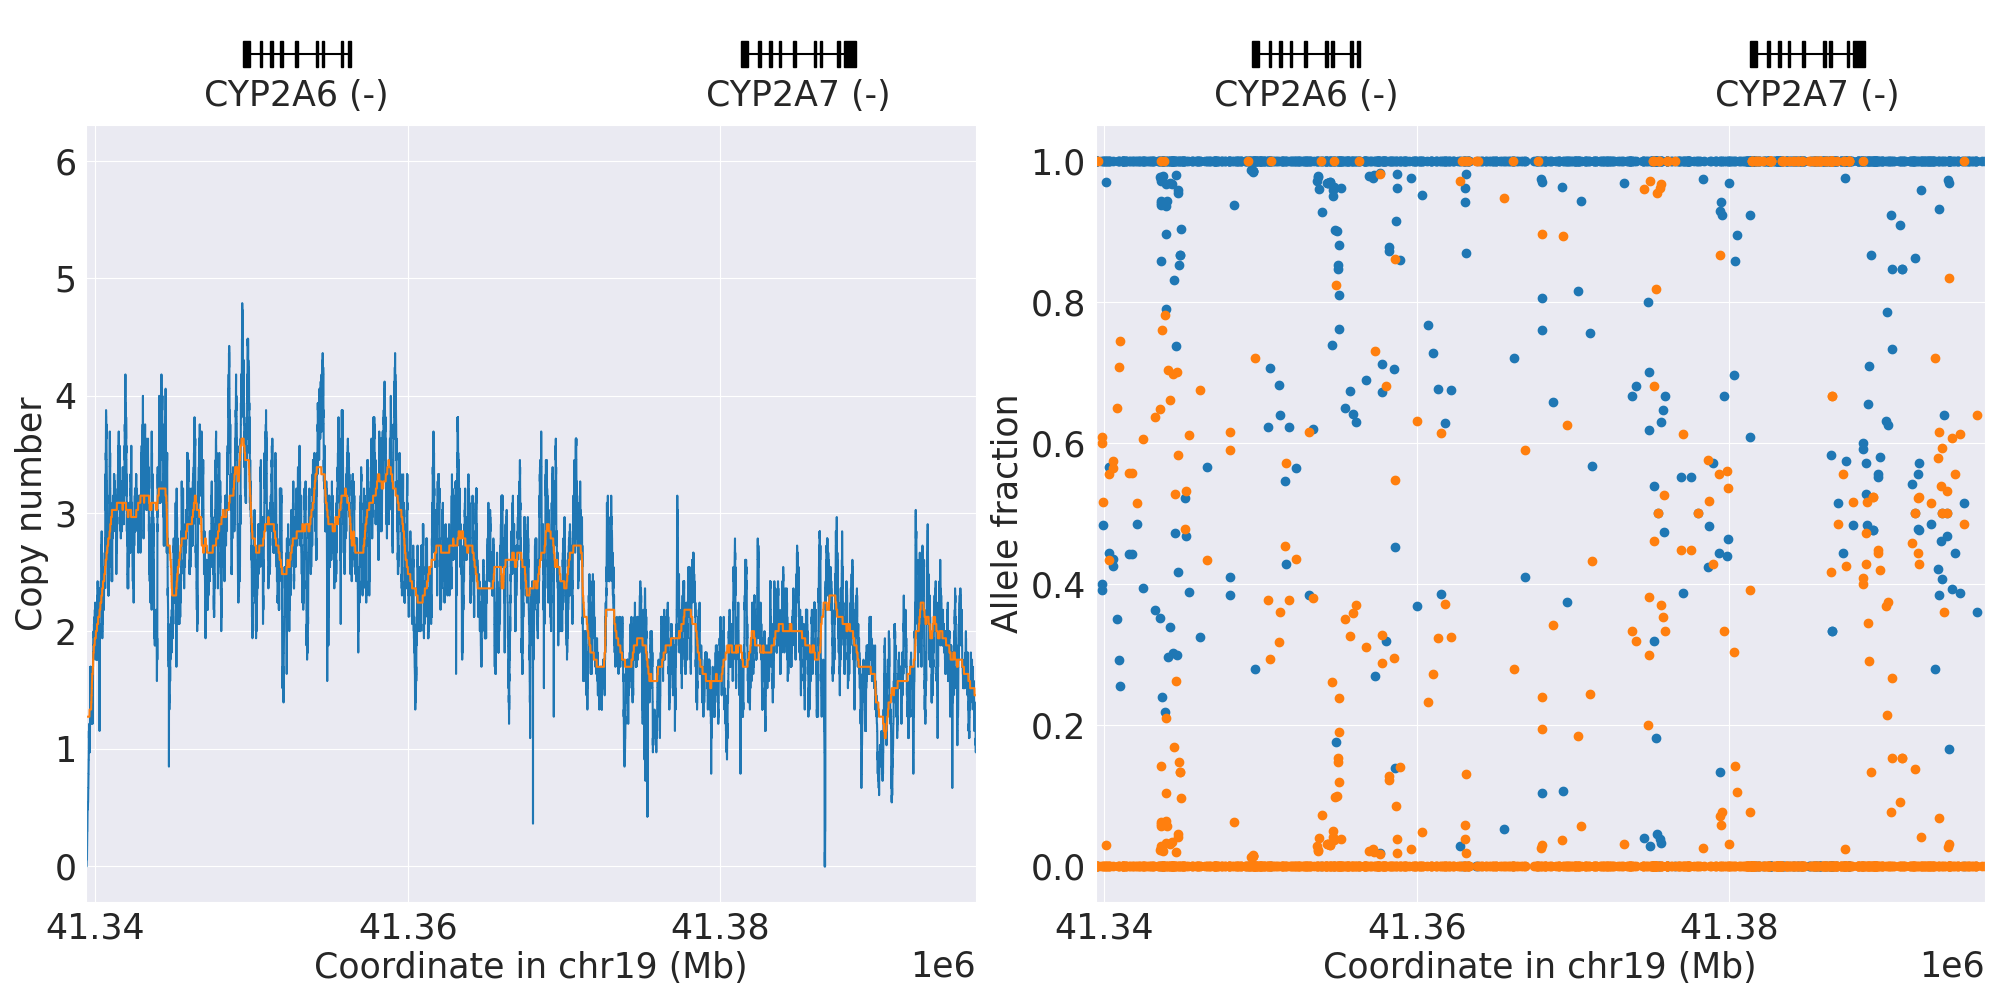 CYP2A6 (-)
CYP2A7 (-)
6
5
4
3
2
1
0
Copy number
41.34
41.36
41.38
Coordinate in chr19 (Mb)
1e6
CYP2A6 (-)
CYP2A7 (-)
1.0
0.8
0.6
0.4
0.2
0.0
Allele fraction
41.34
41.36
41.38
Coordinate in chr19 (Mb)
1e6